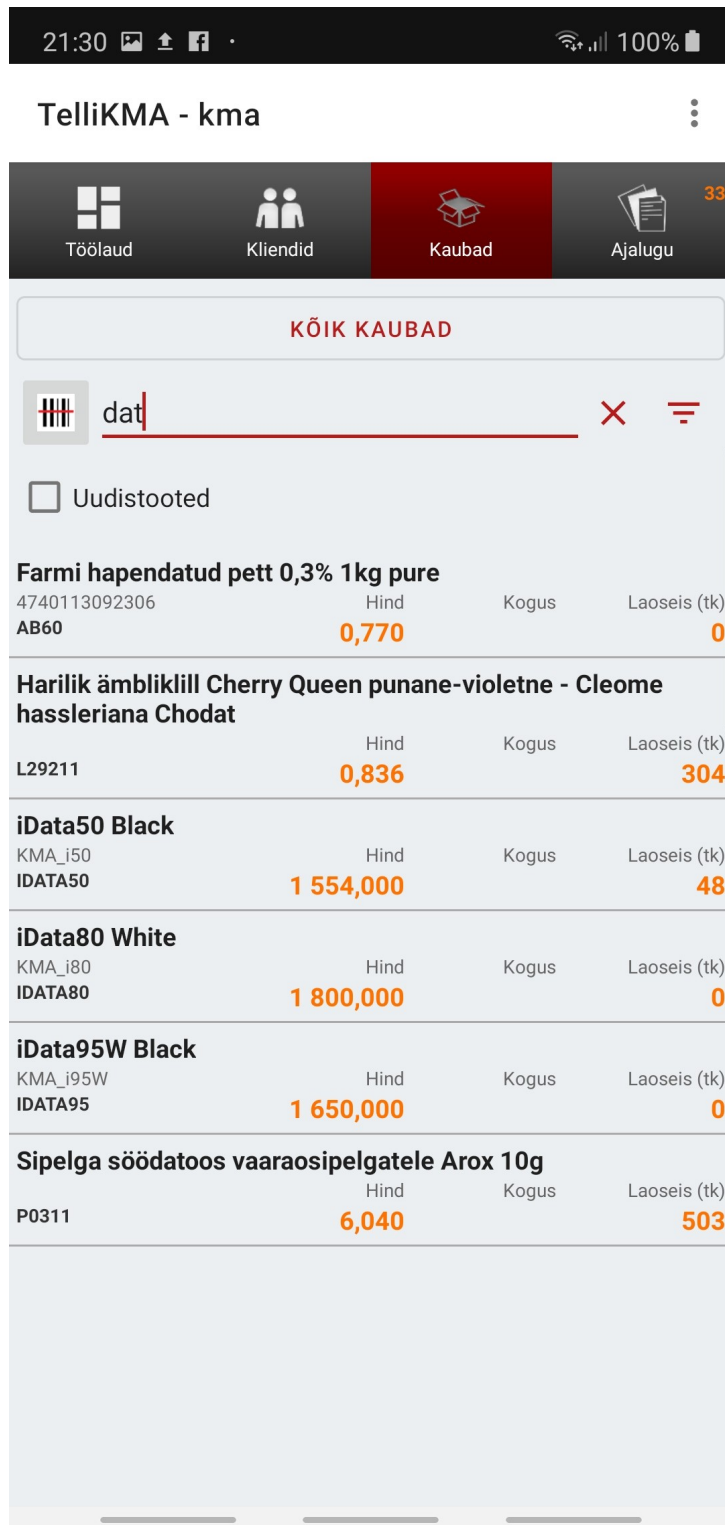 21:30 100%
TelliKMA - kma
Töölaud Kliendid Kaubad Ajalugu 33
KÕIK KAUBAD
dat
Uudistooted
Farmi hapendatud pett 0,3% 1kg pure
4740113092306 Hind Kogus Laoseis (tk)
AB60 0,770 0
Harilik ämbliklill Cherry Queen punane-violetne - Cleome
hassleriana Chodat
Hind Kogus Laoseis (tk)
L29211 0,836 304
iData50 Black
KMA_i50 Hind Kogus Laoseis (tk)
IDATA50 1 554,000 48
iData80 White
KMA_i80 Hind Kogus Laoseis (tk)
IDATA80 1 800,000 0
iData95W Black
KMA_i95W Hind Kogus Laoseis (tk)
IDATA95 1 650,000 0
Sipelga söödatoos vaaraosipelgatele Arox 10g
Hind Kogus Laoseis (tk)
P0311 6,040 503